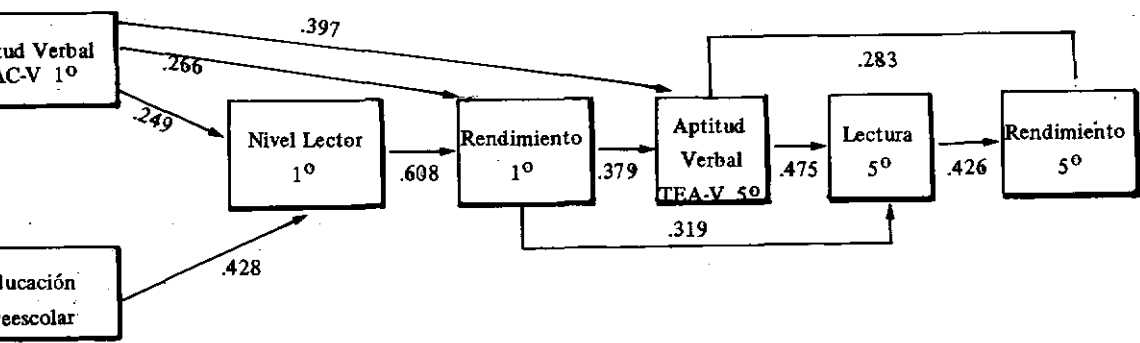 .397
tud Verbal
AC-V 1º
.266
.249
.283
Nivel Lector
1º
Rendimiento
1º
Aptitud
Verbal
TEA-V 5º
Lectura
5º
Rendimiento
5º
.608
.379
.475
.426
.319
.428
ucación
eescolar